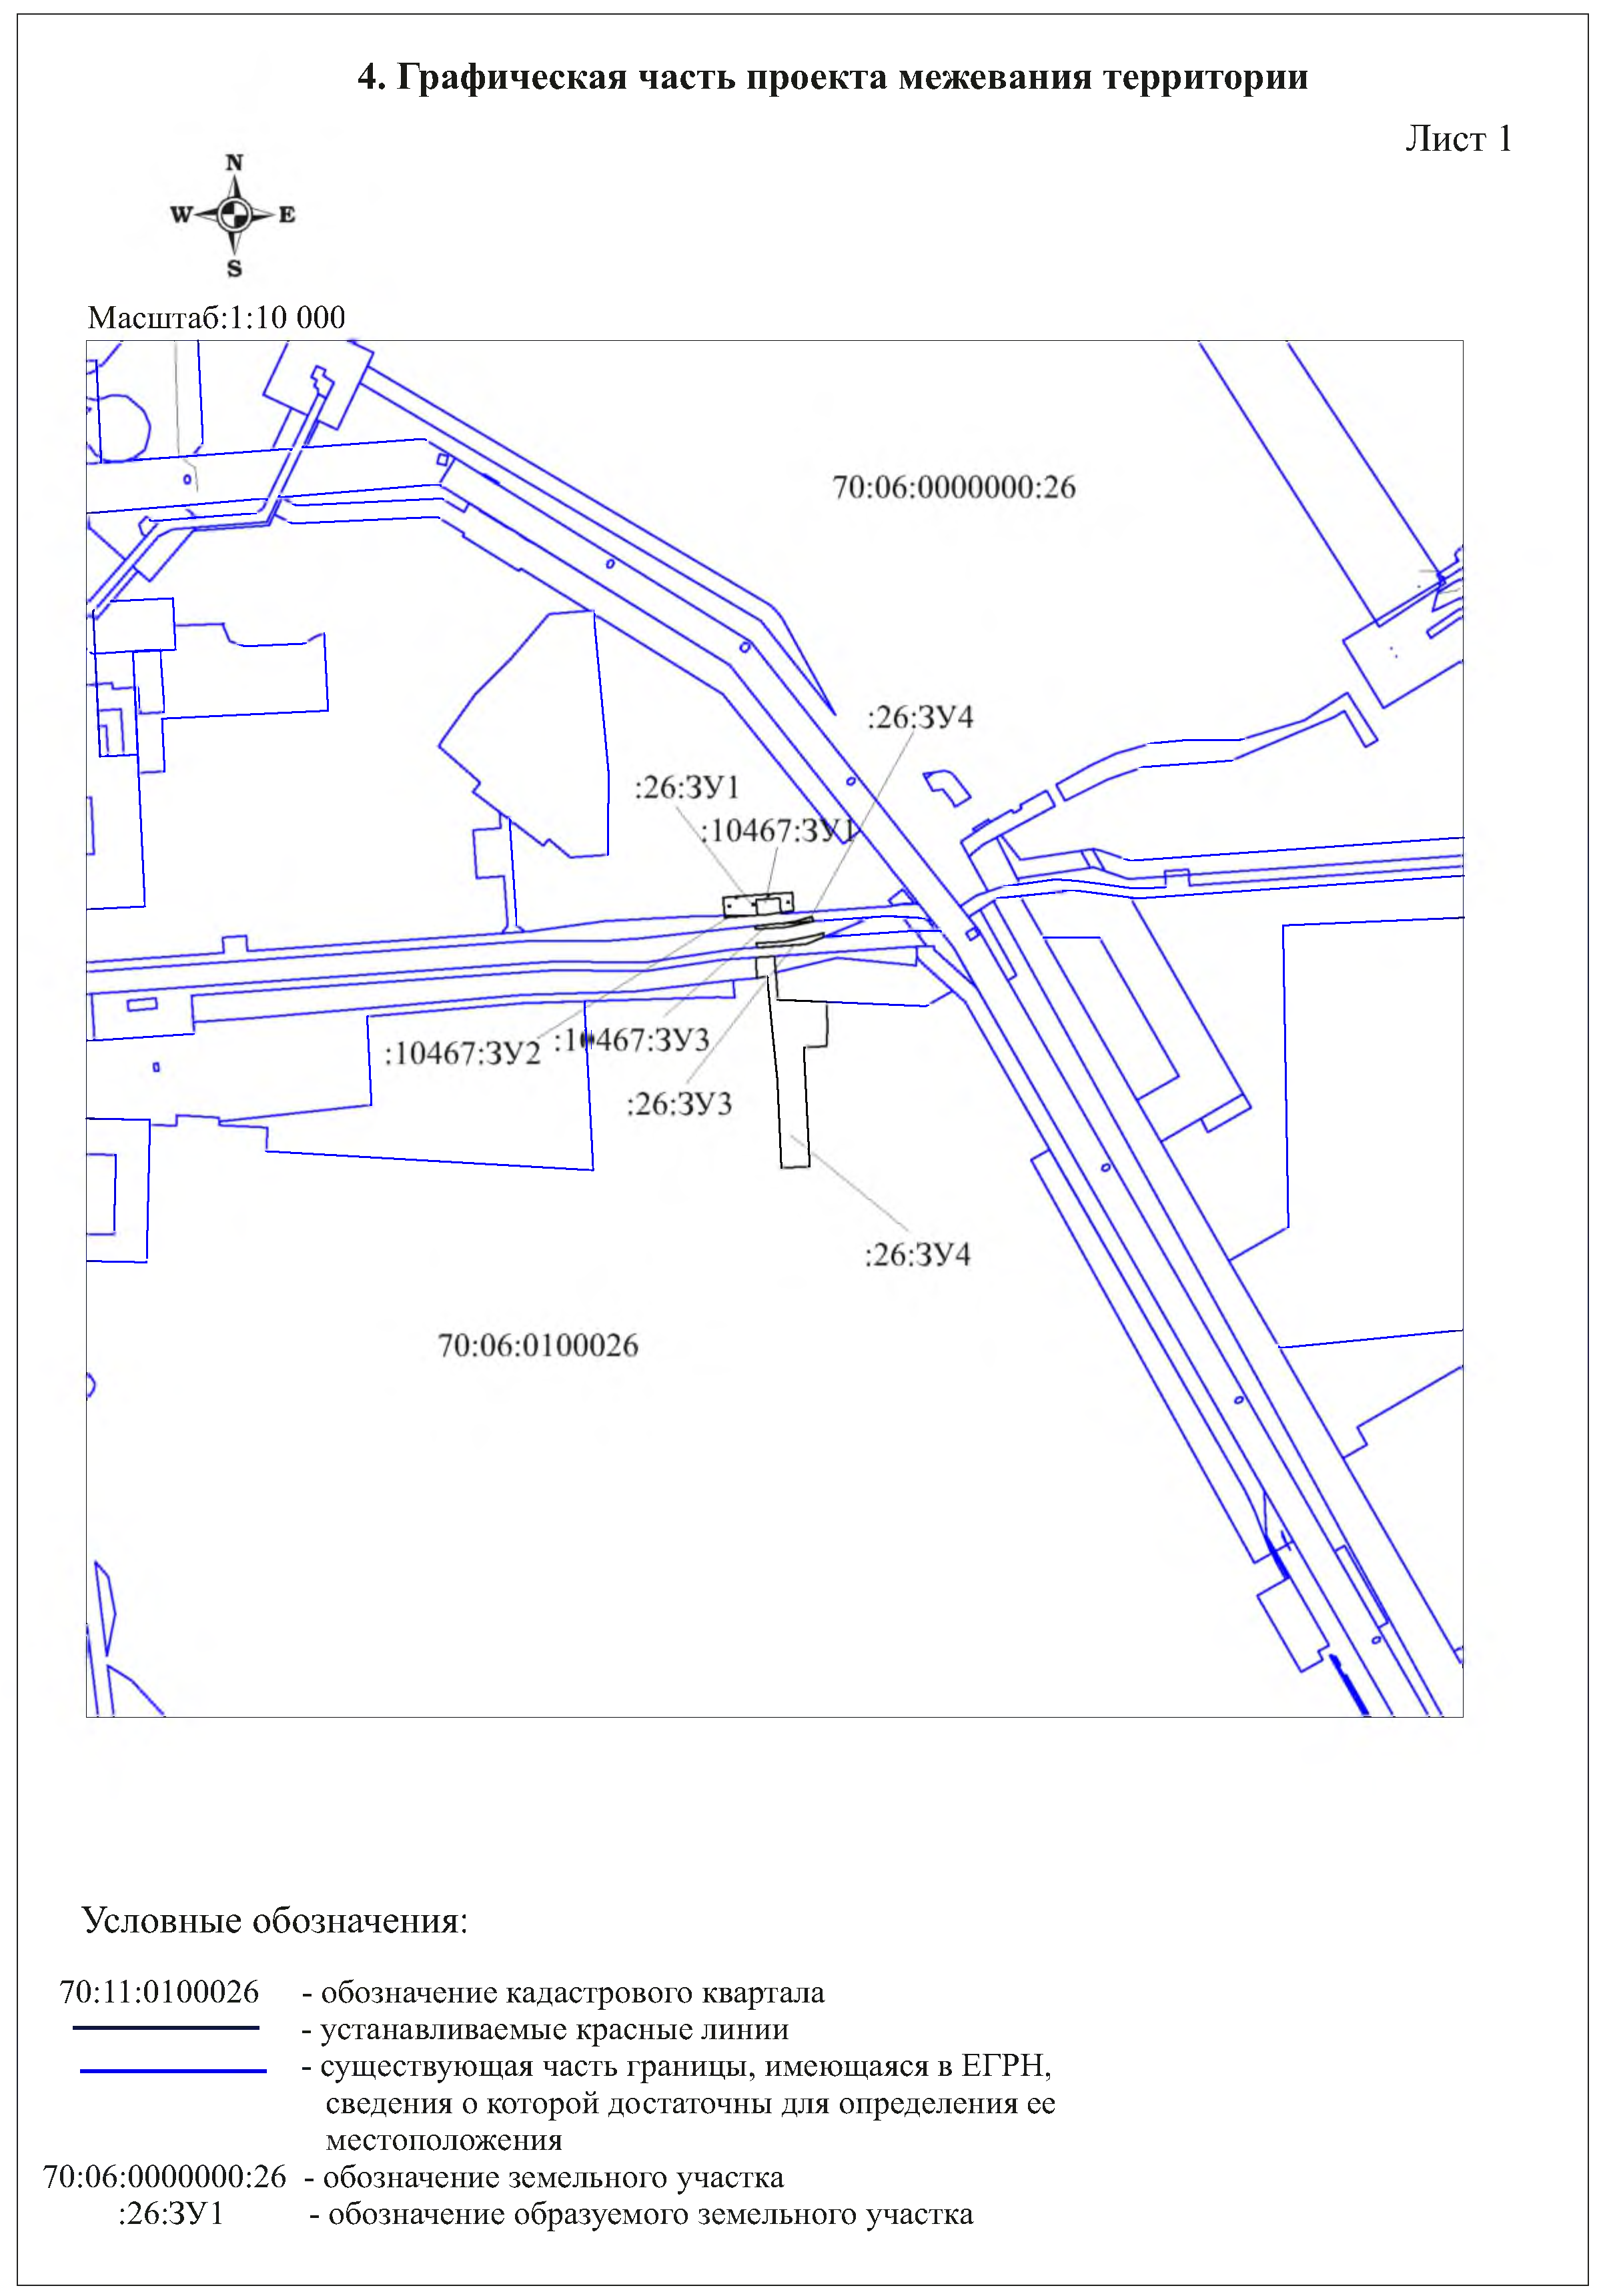 4. Графическая часть проекта межевания территории
Лист 1
N
W E
S
Масштаб:1:10 000
70:06:0000000:26
:26:ЗУ4
:26:ЗУ1
:10467:ЗУ1
:10467:ЗУ2
:10467:ЗУ3
:26:ЗУ3
:26:ЗУ4
70:06:0100026
Условные обозначения:
70:11:0100026 - обозначение кадастрового квартала
- устанавливаемые красные линии
- существующая часть границы, имеющаяся в ЕГРН,
сведения о которой достаточны для определения ее
местоположения
70:06:0000000:26 - обозначение земельного участка
:26:ЗУ1 - обозначение образуемого земельного участка